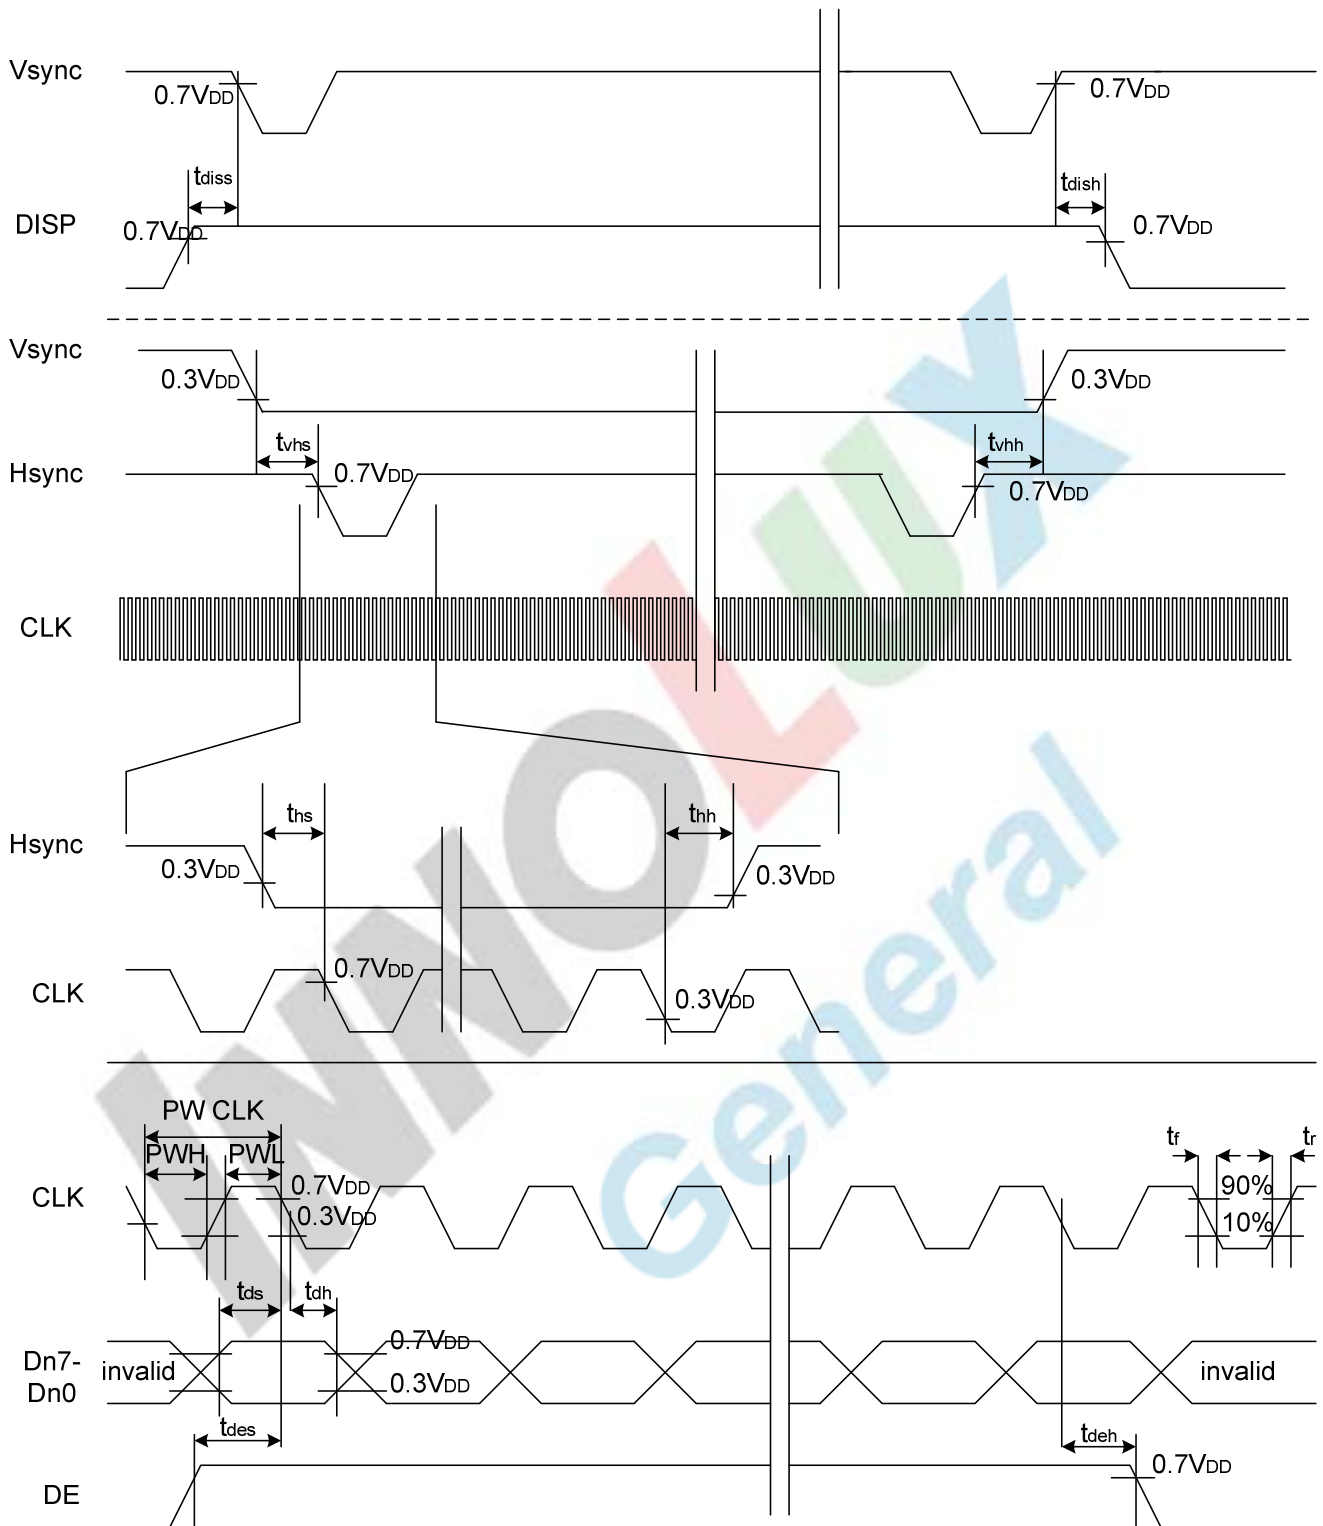 Vsync
0.7VDD
0.7VDD
tdiss
tdish
DISP
0.7VDD
0.7VDD
Vsync
0.3VDD
0.3VDD
tvhs
tvhh
Hsync
0.7VDD
0.7VDD
CLK
ths
thh
Hsync
0.3VDD
0.3VDD
CLK
0.7VDD
0.3VDD
PW CLK
PWH
PWL
tf
tr
CLK
0.7VDD
0.3VDD
90%
10%
tds
tdh
Dn7-
Dn0
invalid
0.7VDD
0.3VDD
invalid
tdes
tdeh
DE
0.7VDD
INNOLUX
General